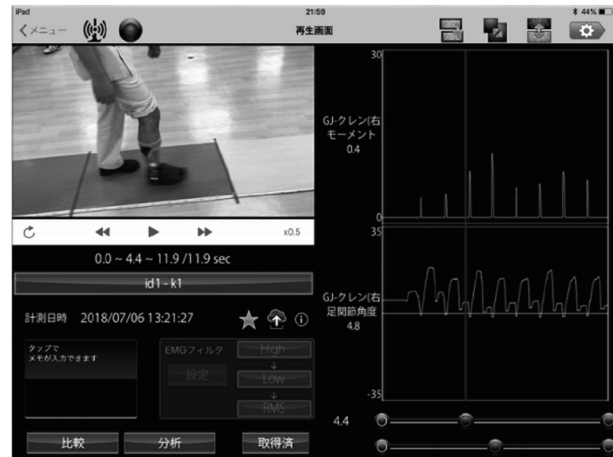 iPad
21:59
44%
メニュー
再生画面
x0.5
0.0 ~ 4.4 ~ 11.9 /11.9 sec
id1 - k1
計測日時 2018/07/06 13:21:27
タップで
メモが入力できます
EMGフィルタ
設定
High
↓
Low
↓
RMS
比較
分析
取得済
30
GJ-クレン(右
モーメント
0.4
0
35
GJ-クレン(右
足関節角度
4.8
-35
4.4